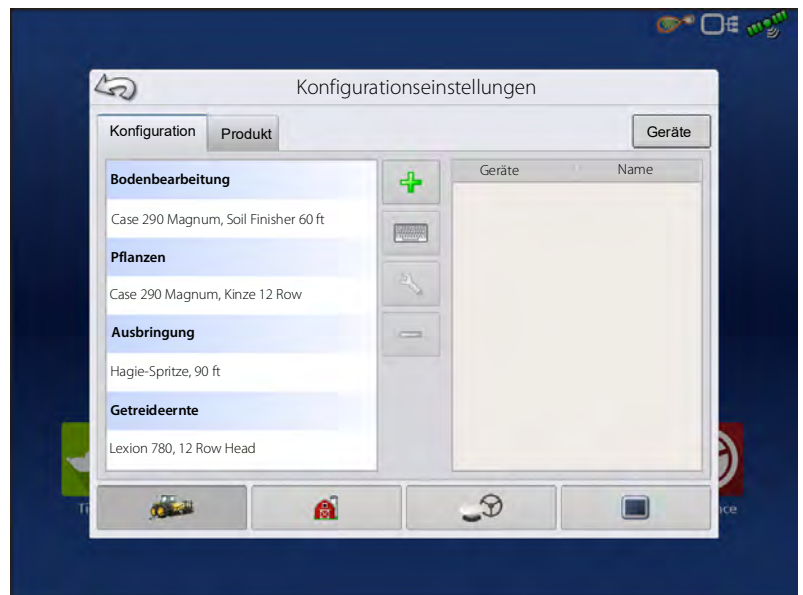 Konfigurationseinstellungen
Konfiguration
Produkt
Geräte
Bodenbearbeitung
Case 290 Magnum, Soil Finisher 60 ft
Pflanzen
Case 290 Magnum, Kinze 12 Row
Ausbringung
Hagie-Spritze, 90 ft
Getreideernte
Lexion 780, 12 Row Head
Geräte Name